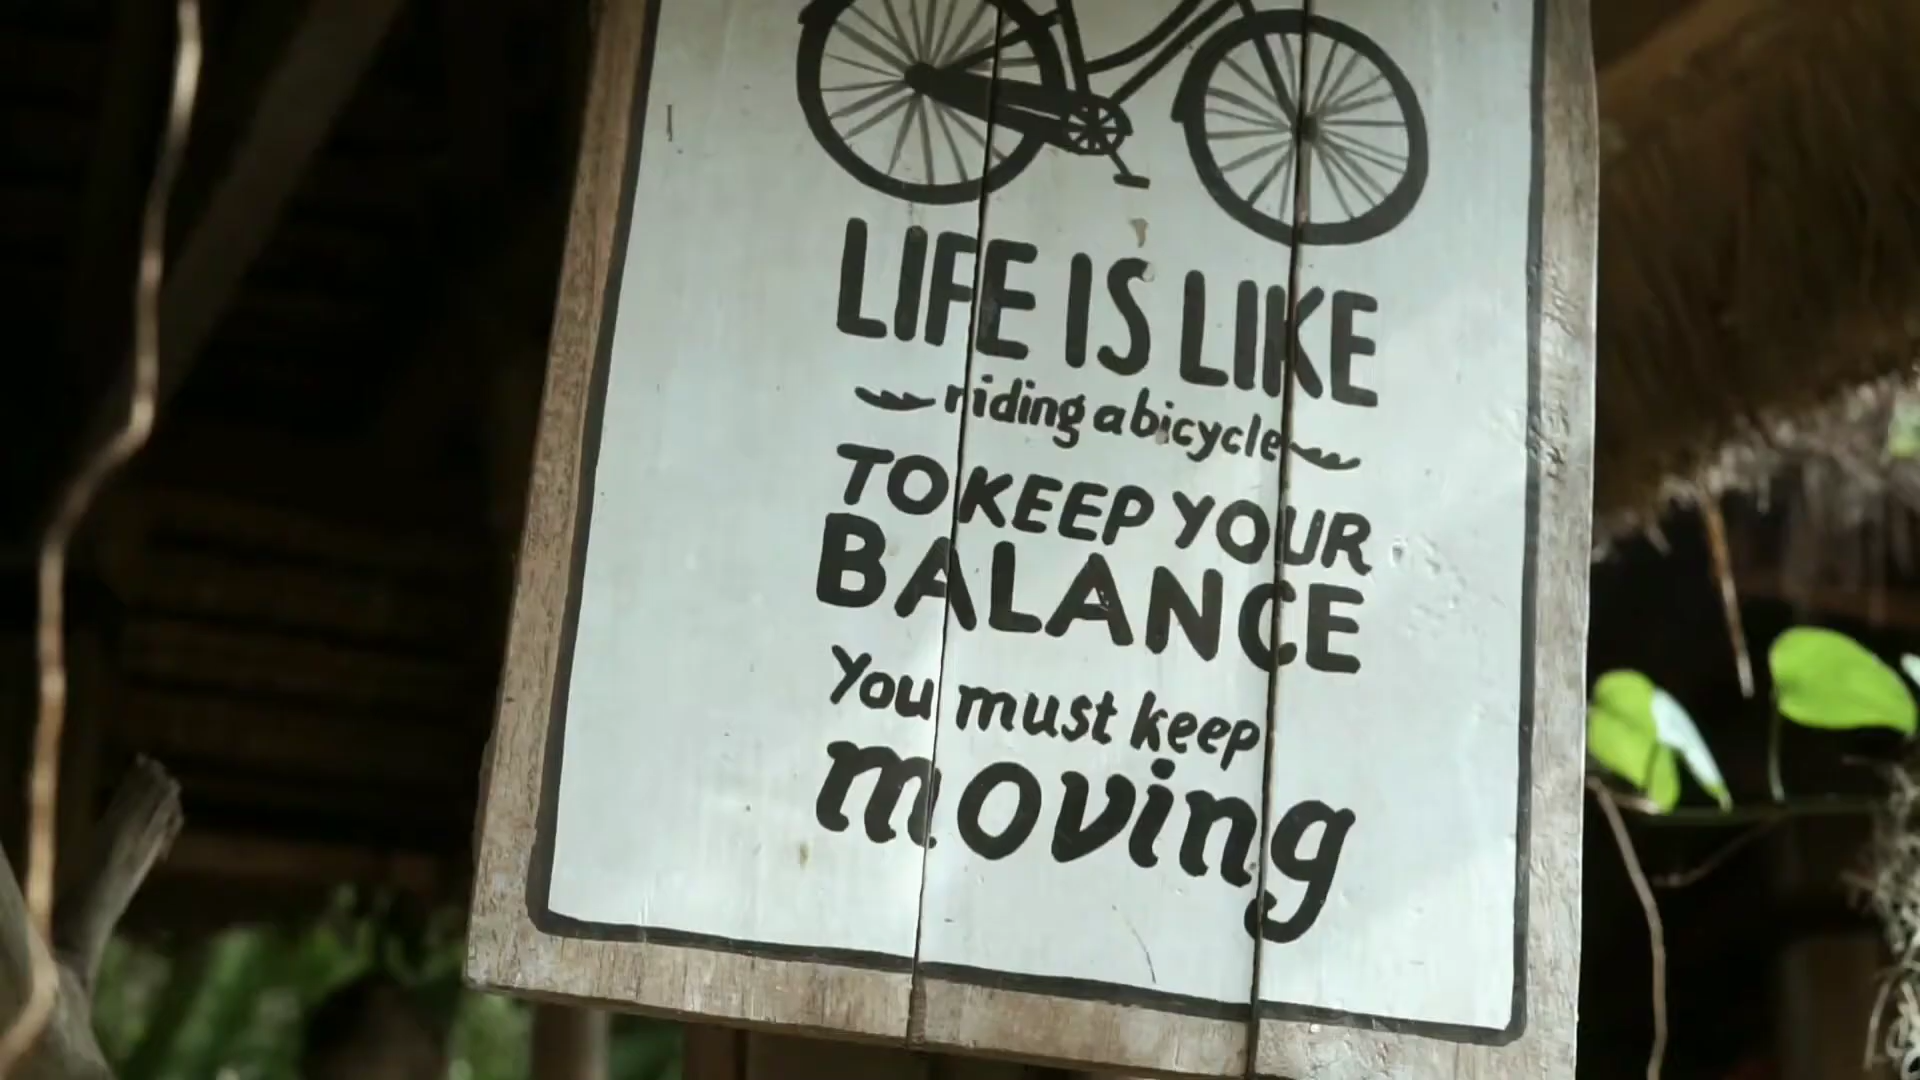 LIFE IS LIKE
riding a bicycle
TO KEEP YOUR
BALANCE
You must keep
moving